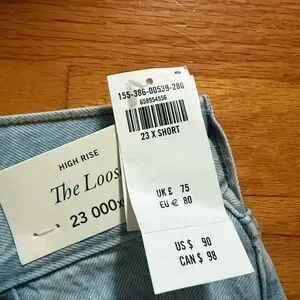 155-386-00539-280
658954556
23 X SHORT
UK £ 75
EU € 80
US $ 90
CAN $ 98
HIGH RISE
The Loos
23 000x